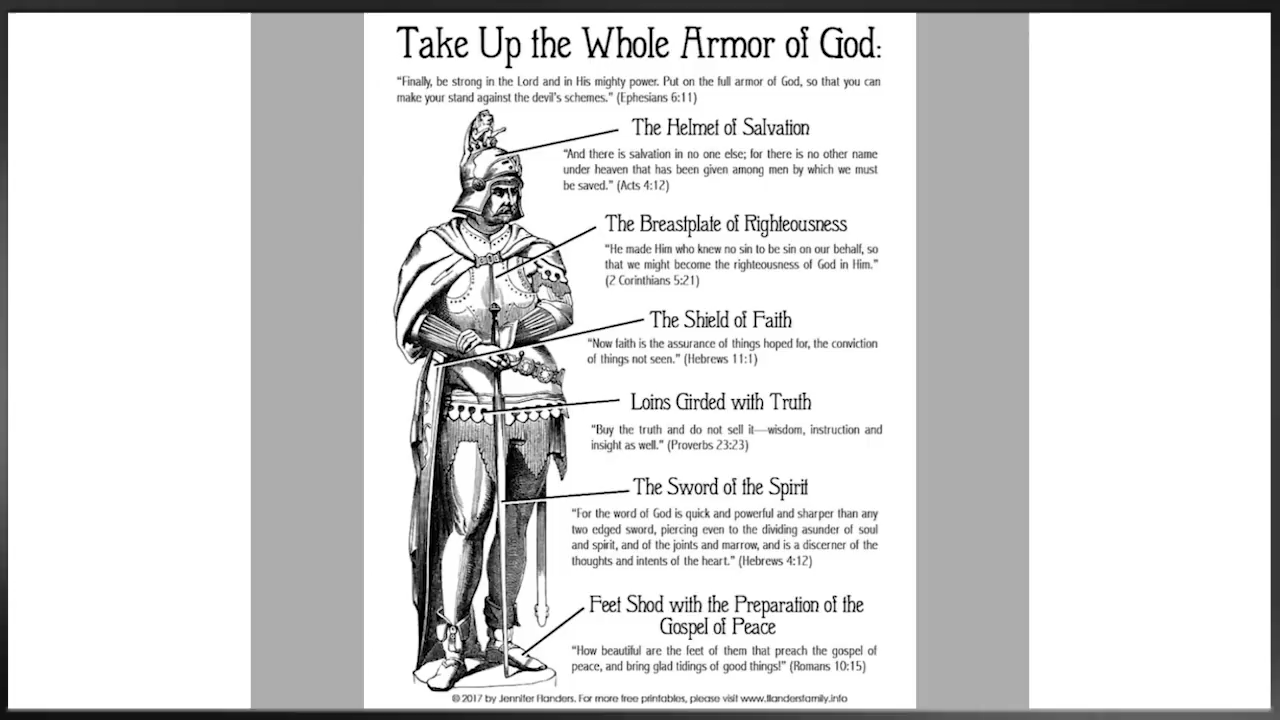 Take Up the Whole Armor of God:
“Finally, be strong in the Lord and in His mighty power. Put on the full armor of God, so that you can
make your stand against the devil’s schemes.” (Ephesians 6:11)
The Helmet of Salvation
“And there is salvation in no one else; for there is no other name
under heaven that has been given among men by which we must
be saved.” (Acts 4:12)
The Breastplate of Righteousness
“He made Him who knew no sin to be sin on our behalf, so
that we might become the righteousness of God in Him.”
(2 Corinthians 5:21)
The Shield of Faith
“Now faith is the assurance of things hoped for, the conviction
of things not seen.” (Hebrews 11:1)
Loins Girded with Truth
“Buy the truth and do not sell it—wisdom, instruction and
insight as well.” (Proverbs 23:23)
The Sword of the Spirit
“For the word of God is quick and powerful and sharper than any
two edged sword, piercing even to the dividing asunder of soul
and spirit, and of the joints and marrow, and is a discerner of the
thoughts and intents of the heart.” (Hebrews 4:12)
Feet Shod with the Preparation of the
Gospel of Peace
“How beautiful are the feet of them that preach the gospel of
peace, and bring glad tidings of good things!” (Romans 10:15)
© 2017 by Jennifer Flanders. For more free printables, please visit www.flandersfamily.info